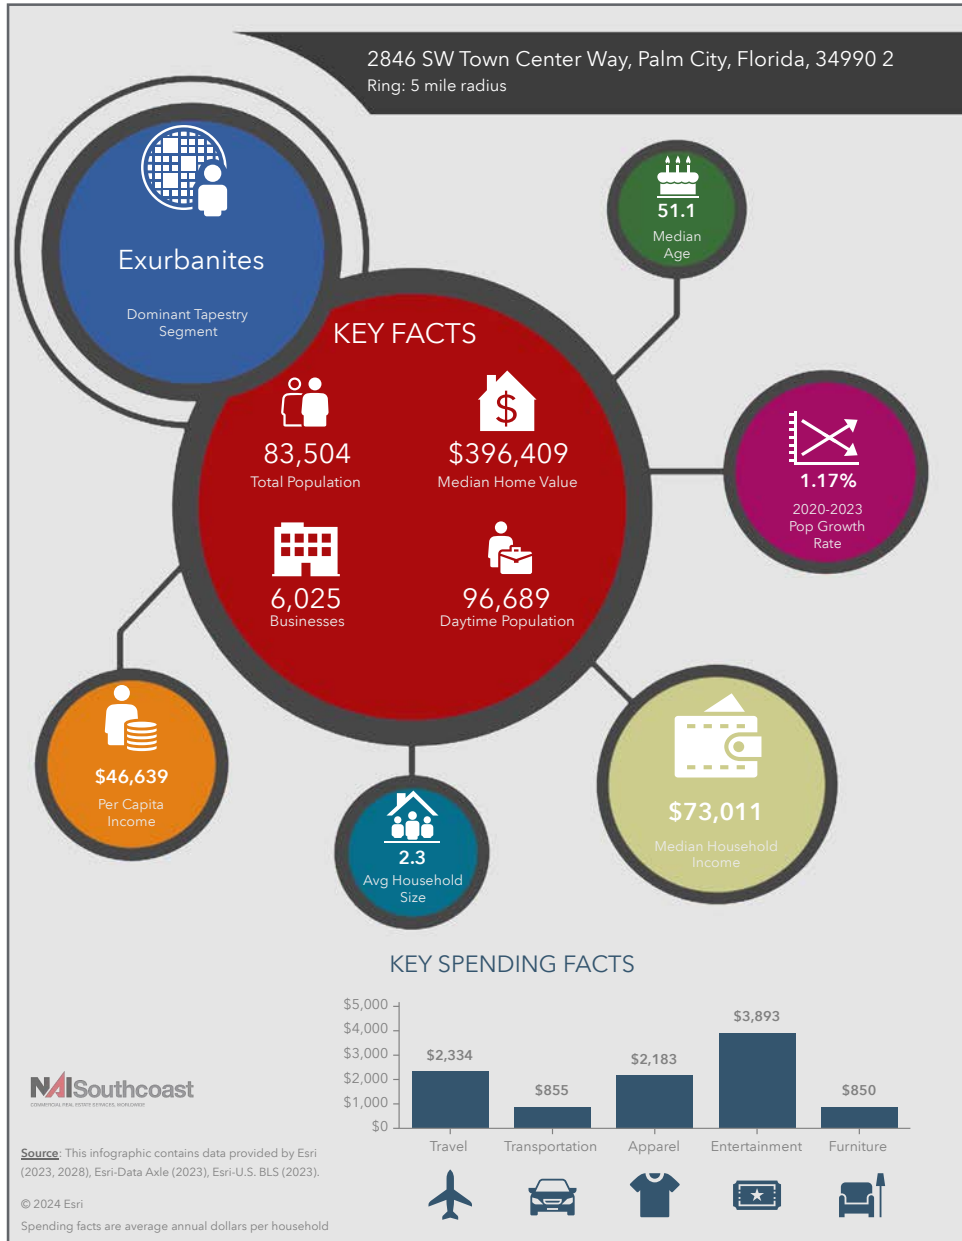 2846 SW Town Center Way, Palm City, Florida, 34990 2
Ring: 5 mile radius
Exurbanites
Dominant Tapestry
Segment
51.1
Median
Age
KEY FACTS
83,504
Total Population
$396,409
Median Home Value
6,025
Businesses
96,689
Daytime Population
1.17%
2020-2023
Pop Growth
Rate
$46,639
Per Capita
Income
2.3
Avg Household
Size
$73,011
Median Household
Income
KEY SPENDING FACTS
$5,000
$4,000
$3,000
$2,000
$1,000
$0
$2,334
$855
$2,183
$3,893
$850
Travel
Transportation
Apparel
Entertainment
Furniture
NAISouthcoast
COMMERCIAL REAL ESTATE SERVICES, WORLDWIDE
Source: This infographic contains data provided by Esri
(2023, 2028), Esri-Data Axle (2023), Esri-U.S. BLS (2023).
© 2024 Esri
Spending facts are average annual dollars per household